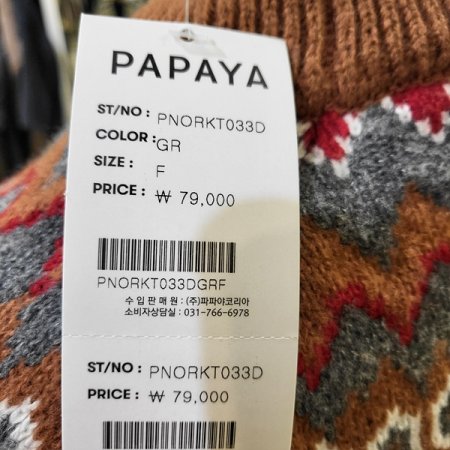 PAPAYA
ST/NO : PNORKT033D
COLOR : GR
SIZE : F
PRICE : ₩ 79,000
PNORKT033DGRF
수 입 판 매 원 : (주)파파야코리아
소비자상담실 : 031-766-6978
ST/NO : PNORKT033D
PRICE : ₩ 79,000